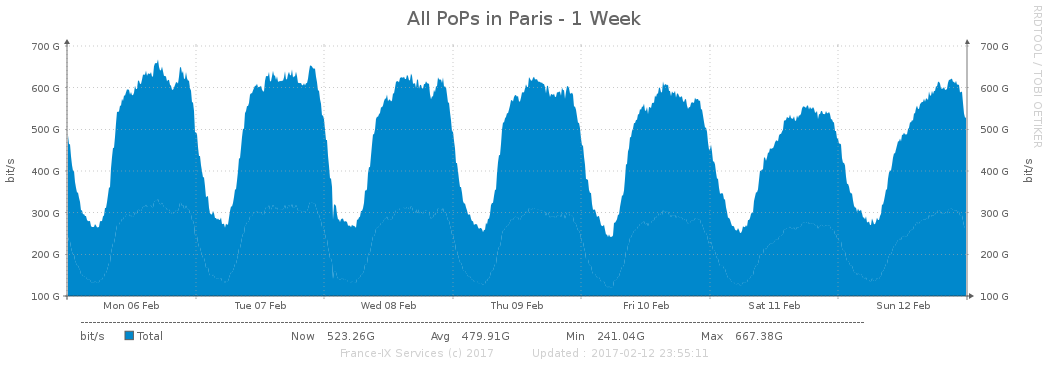 All PoPs in Paris - 1 Week
RRDTOOL / TOBI OETIKER
700 G 700 G
600 G 600 G
500 G 500 G
400 G 400 G
300 G 300 G
200 G 200 G
100 G 100 G
bit/s bit/s
Mon 06 Feb Tue 07 Feb Wed 08 Feb Thu 09 Feb Fri 10 Feb Sat 11 Feb Sun 12 Feb
bit/s Total Now 523.26G Avg 479.91G Min 241.04G Max 667.38G
France-IX Services (c) 2017 Updated : 2017-02-12 23:55:11